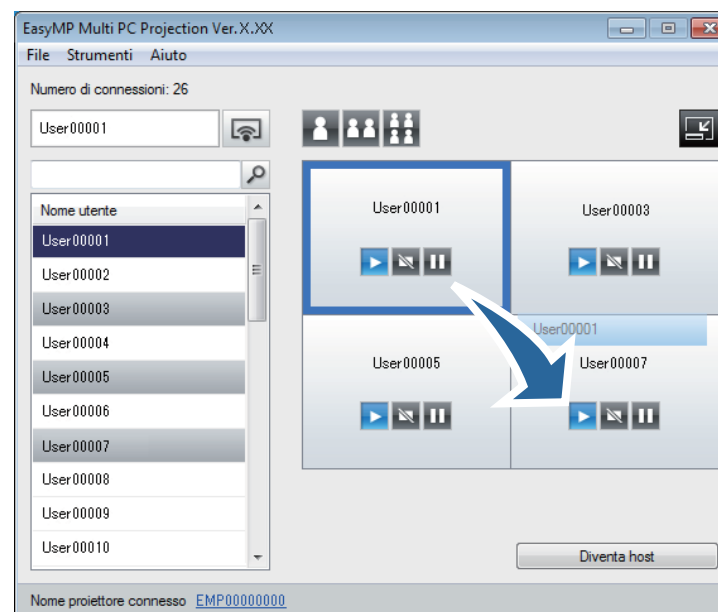 EasyMP Multi PC Projection Ver.X.XX
File Strumenti Aiuto
Numero di connessioni: 26
User00001
Nome utente
User00001
User00002
User00003
User00004
User00005
User00006
User00007
User00008
User00009
User00010
User00001
User00003
User00001
User00005
User00007
Diventa host
Nome proiettore connesso EMP00000000